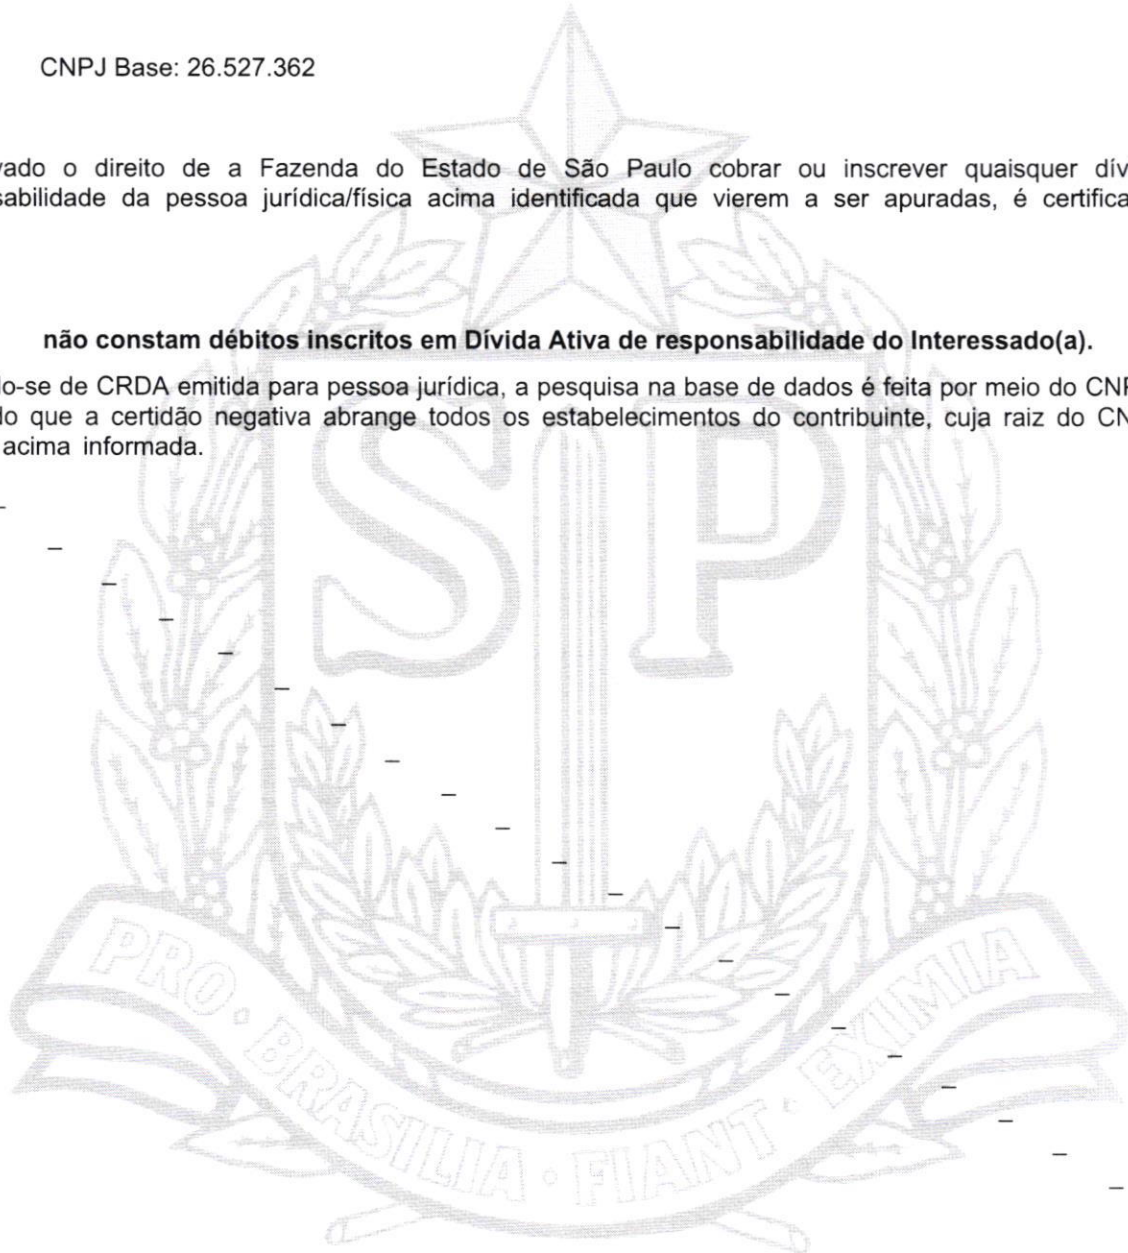 CNPJ Base: 26.527.362
vado o direito de a Fazenda do Estado de São Paulo cobrar ou inscrever quaisquer dív
sabilidade da pessoa jurídica/física acima identificada que vierem a ser apuradas, é certifica
não constam débitos inscritos em Dívida Ativa de responsabilidade do Interessado(a).
do-se de CRDA emitida para pessoa jurídica, a pesquisa na base de dados é feita por meio do CNP
do que a certidão negativa abrange todos os estabelecimentos do contribuinte, cuja raiz do CN
acima informada.
SP
PRO • BRASILIA • FIANT • EXIMIA